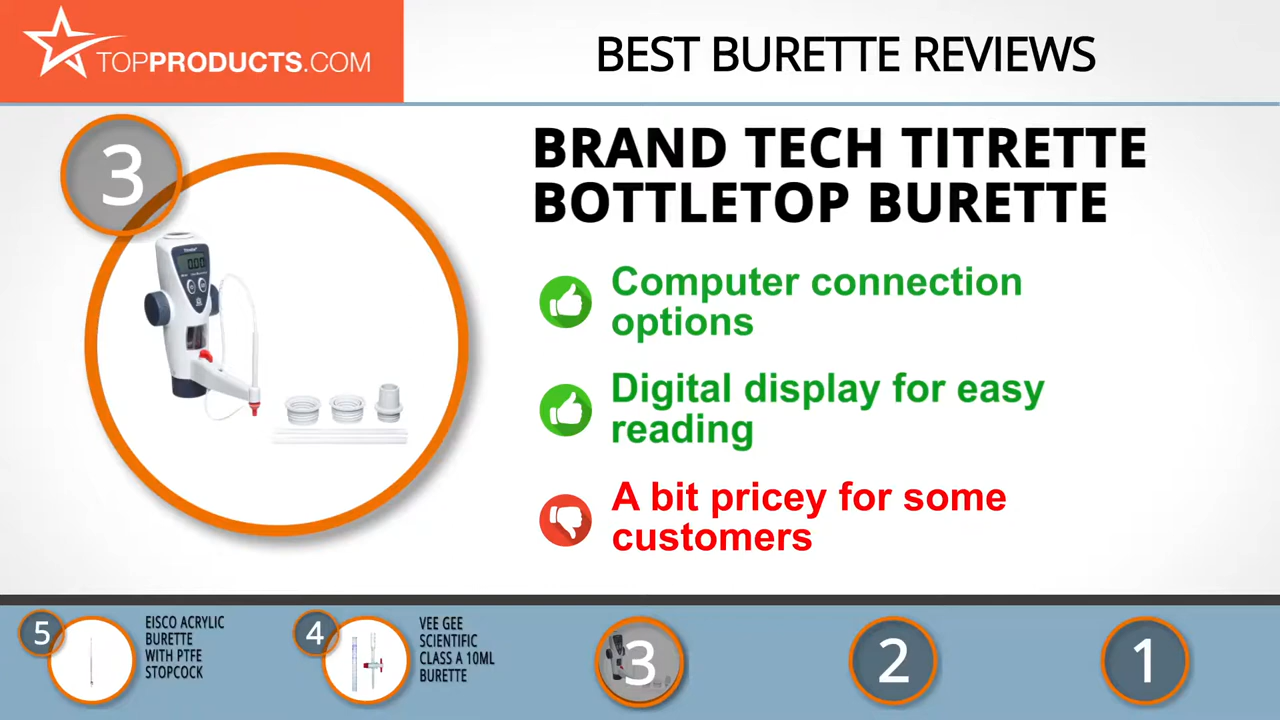 TOPPRODUCTS.COM
BEST BURETTE REVIEWS
3
BRAND TECH TITRETTE
BOTTLETOP BURETTE
0.00
Computer connection
options
Digital display for easy
reading
A bit pricey for some
customers
5
EISCO ACRYLIC
BURETTE
WITH PTFE
STOPCOCK
4
VEE GEE
SCIENTIFIC
CLASS A 10ML
BURETTE
3
2
1